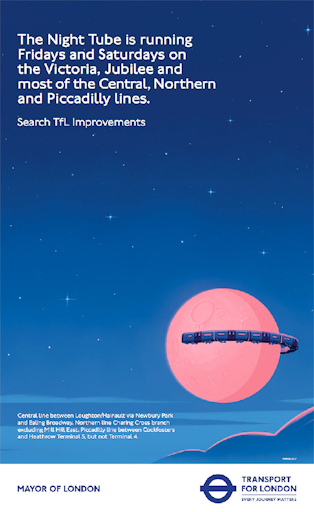 The Night Tube is running
Fridays and Saturdays on
the Victoria, Jubilee and
most of the Central, Northern
and Piccadilly lines.
Search TfL Improvements
Central line between Loughton/Hainault via Newbury Park
and Ealing Broadway. Northern line Charing Cross branch
excluding Mill Hill East. Piccadilly line between Cockfosters
and Heathrow Terminal 5, but not Terminal 4.
MAYOR OF LONDON
TRANSPORT
FOR LONDON
EVERY JOURNEY MATTERS